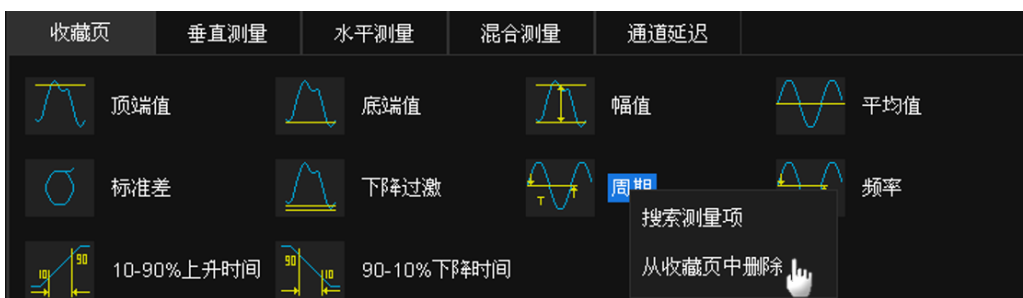 收藏页 垂直测量 水平测量 混合测量 通道延迟
顶端值 底端值 幅值 平均值
标准差 下降过激 T 周期 频率
搜索测量项
10 90 10-90%上升时间 90 10 90-10%下降时间 从收藏页中删除